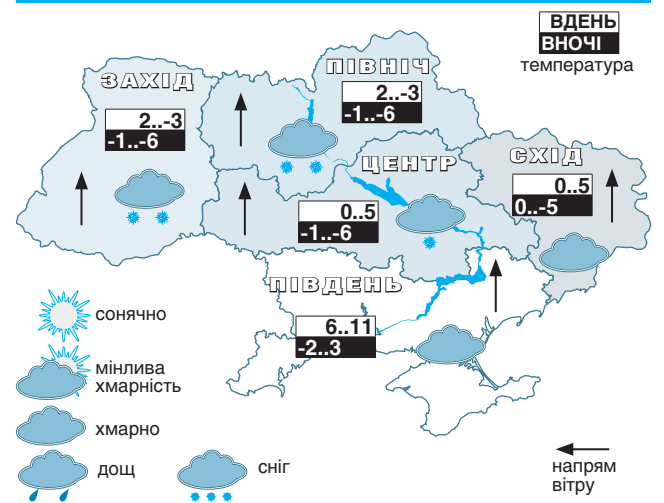 ВДЕНЬ
ВНОЧІ
температура
ПІВНІЧ
2..-3
-1..-6
ЗАХІД
2..-3
-1..-6
ЦЕНТР
0..5
-1..-6
СХІД
0..5
0..-5
ПІВДЕНЬ
6..11
-2..3
сонячно
мінлива
хмарність
хмарно
дощ
сніг
напрям
вітру